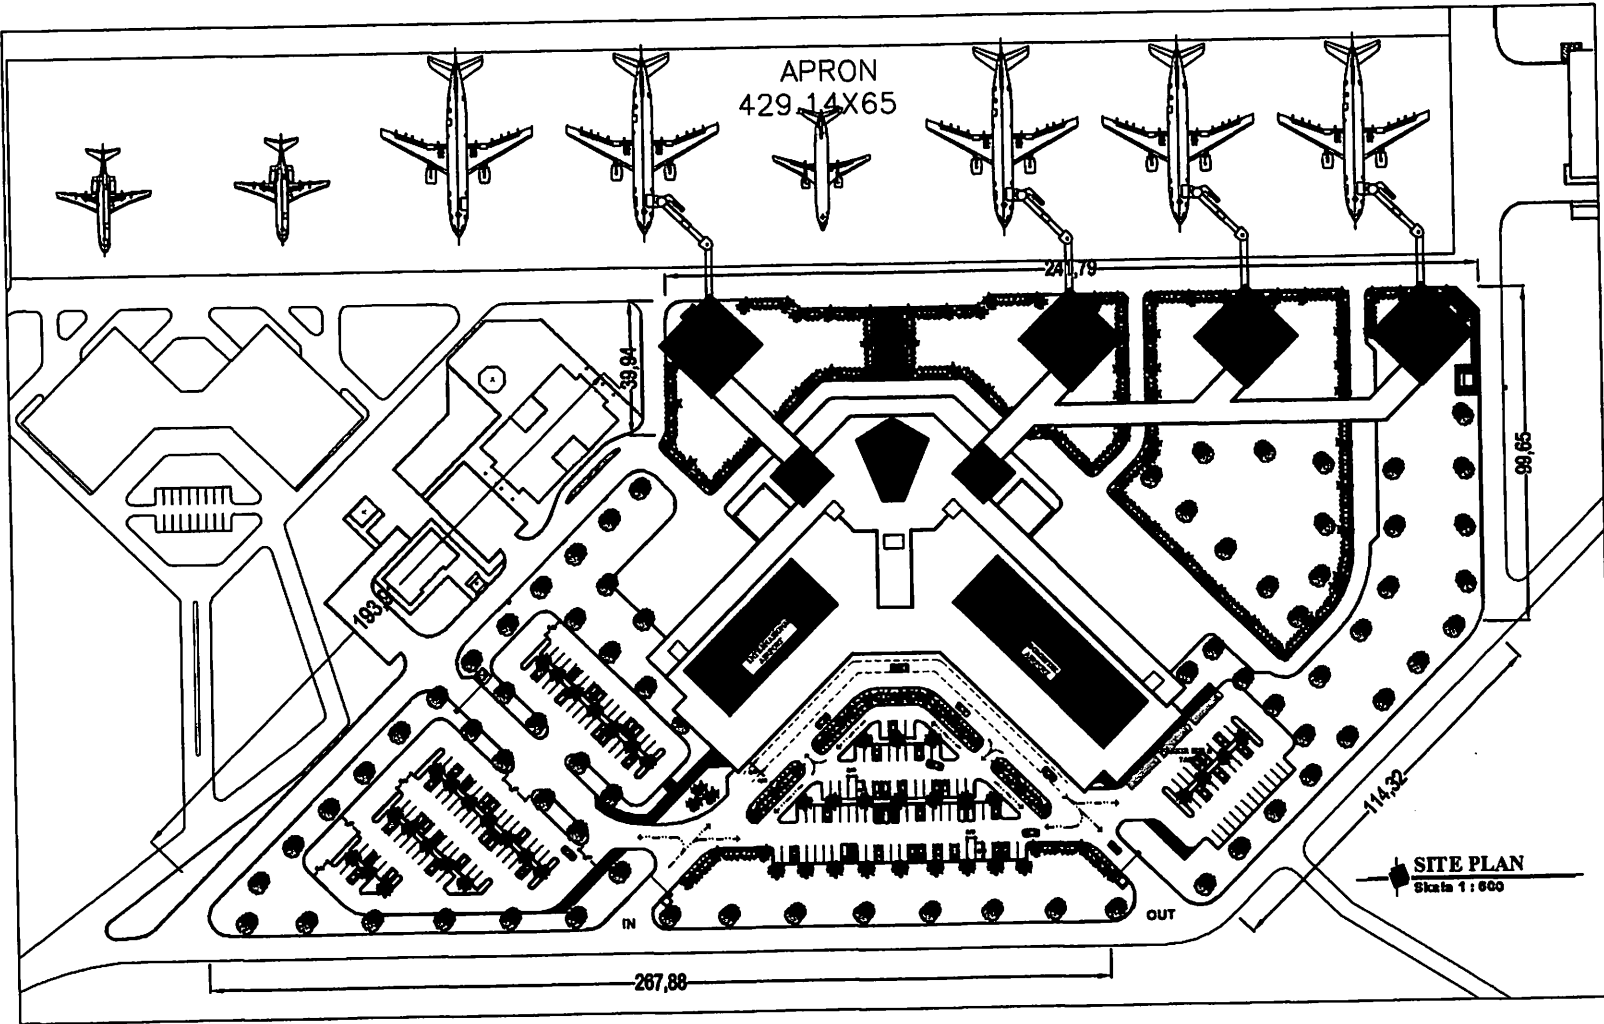 APRON
429.14X65
241,79
39,94
99,65
193,9
114,32
SITE PLAN
Skala 1 : 600
IN
OUT
267,88